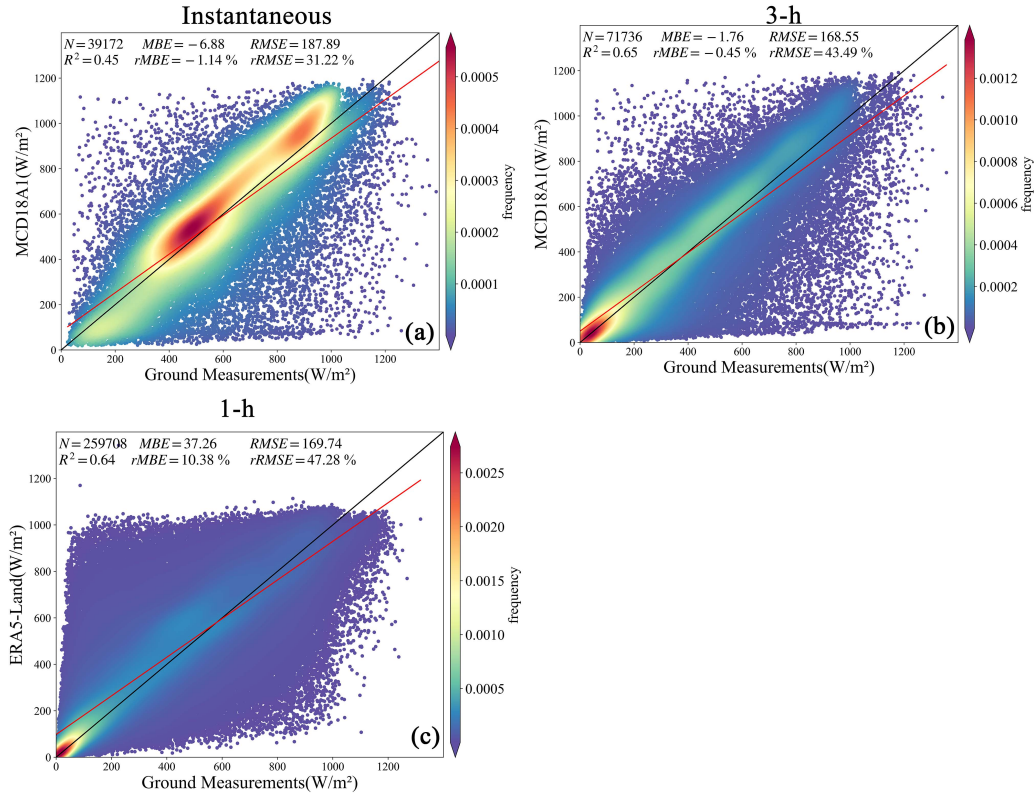 Instantaneous
N = 39172 MBE = −6.88 RMSE = 187.89
R² = 0.45 rMBE = −1.14 % rRMSE = 31.22 %
1200
1000
800
600
400
200
0
MCD18A1(W/m²)
0 200 400 600 800 1000 1200 1400
Ground Measurements(W/m²)
(a)
0.0005
0.0004
0.0003
0.0002
0.0001
frequency
3-h
N = 71736 MBE = −1.76 RMSE = 168.55
R² = 0.65 rMBE = −0.45 % rRMSE = 43.49 %
1200
1000
800
600
400
200
0
MCD18A1(W/m²)
0 200 400 600 800 1000 1200
Ground Measurements(W/m²)
(b)
0.0012
0.0010
0.0008
0.0006
0.0004
0.0002
frequency
1-h
N = 259708 MBE = 37.26 RMSE = 169.74
R² = 0.64 rMBE = 10.38 % rRMSE = 47.28 %
1200
1000
800
600
400
200
0
ERA5-Land(W/m²)
0 200 400 600 800 1000 1200
Ground Measurements(W/m²)
(c)
0.0025
0.0020
0.0015
0.0010
0.0005
frequency